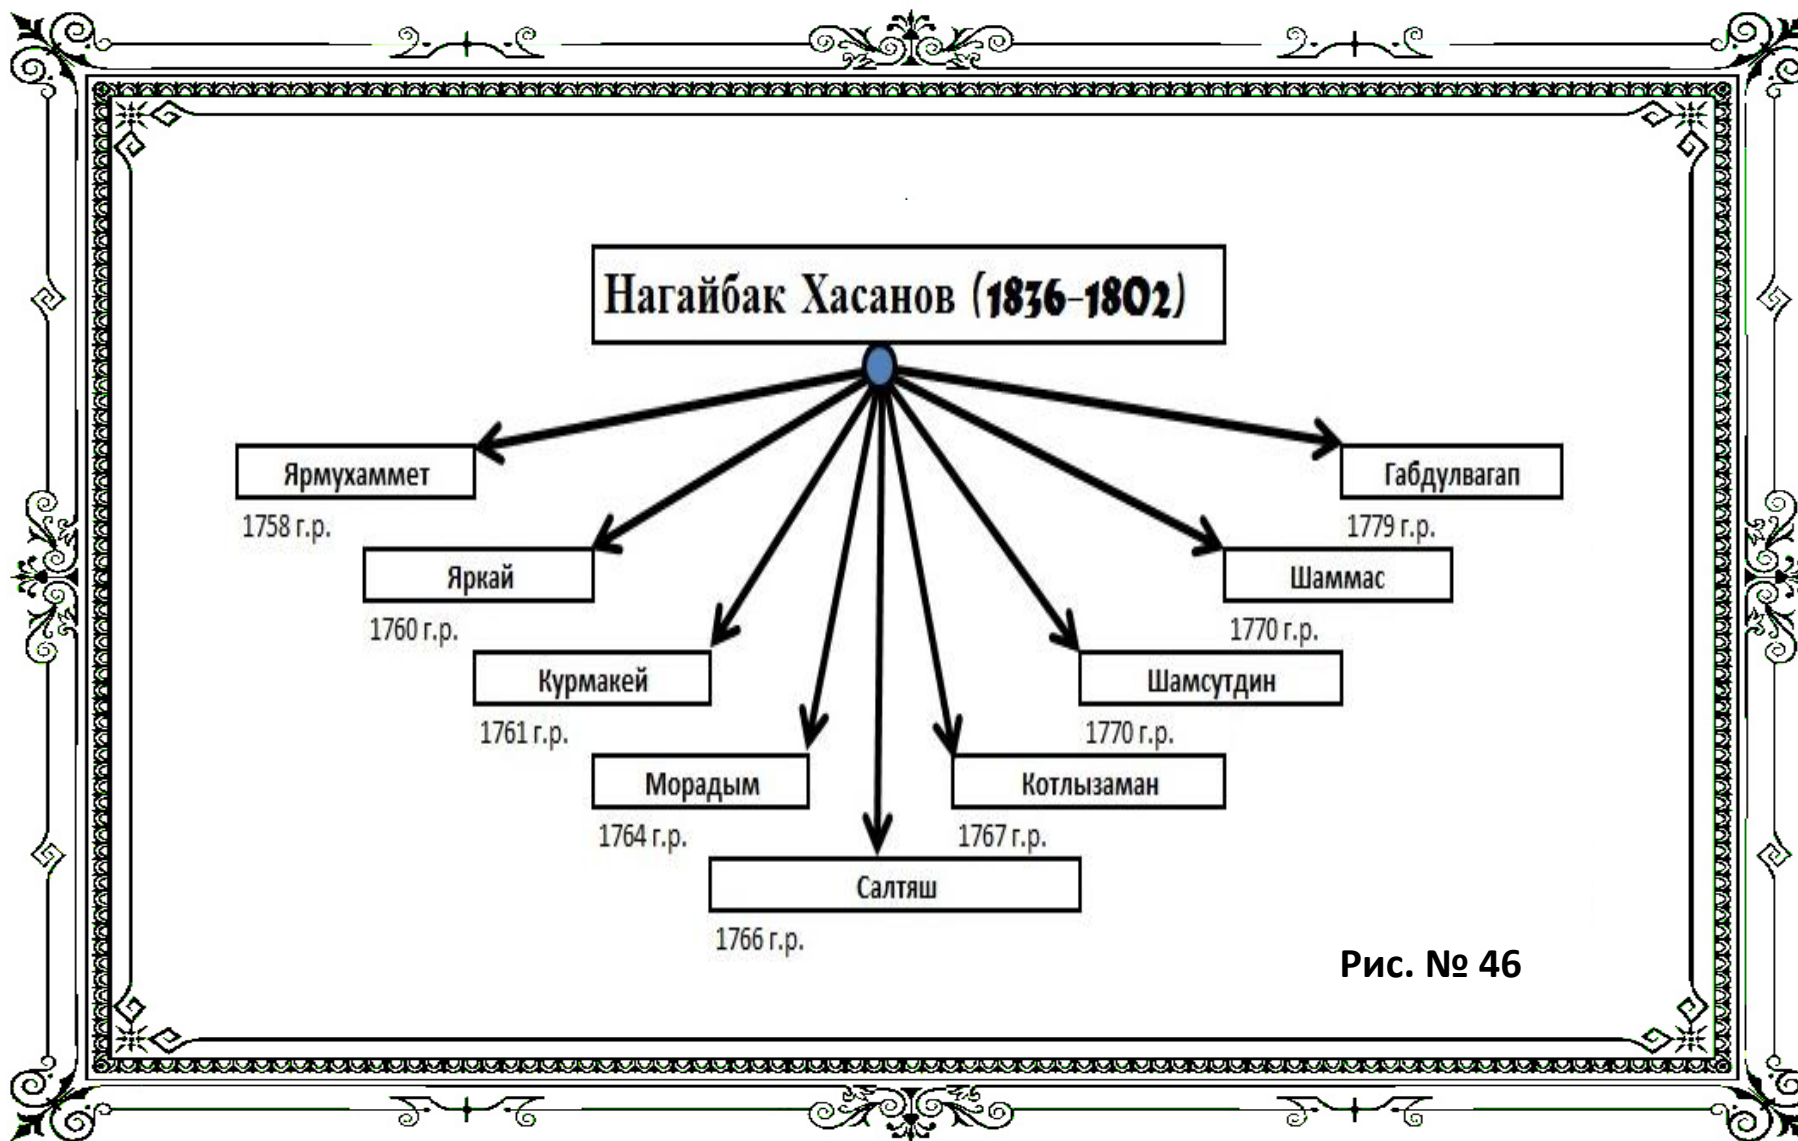 Нагайбак Хасанов (1836-1802)
Ярмухаммет
1758 г.р.
Габдулвагап
1779 г.р.
Яркай
1760 г.р.
Шаммас
1770 г.р.
Курмакей
1761 г.р.
Шамсутдин
1770 г.р.
Морадым
1764 г.р.
Котлызаман
1767 г.р.
Салтяш
1766 г.р.
Рис. № 46